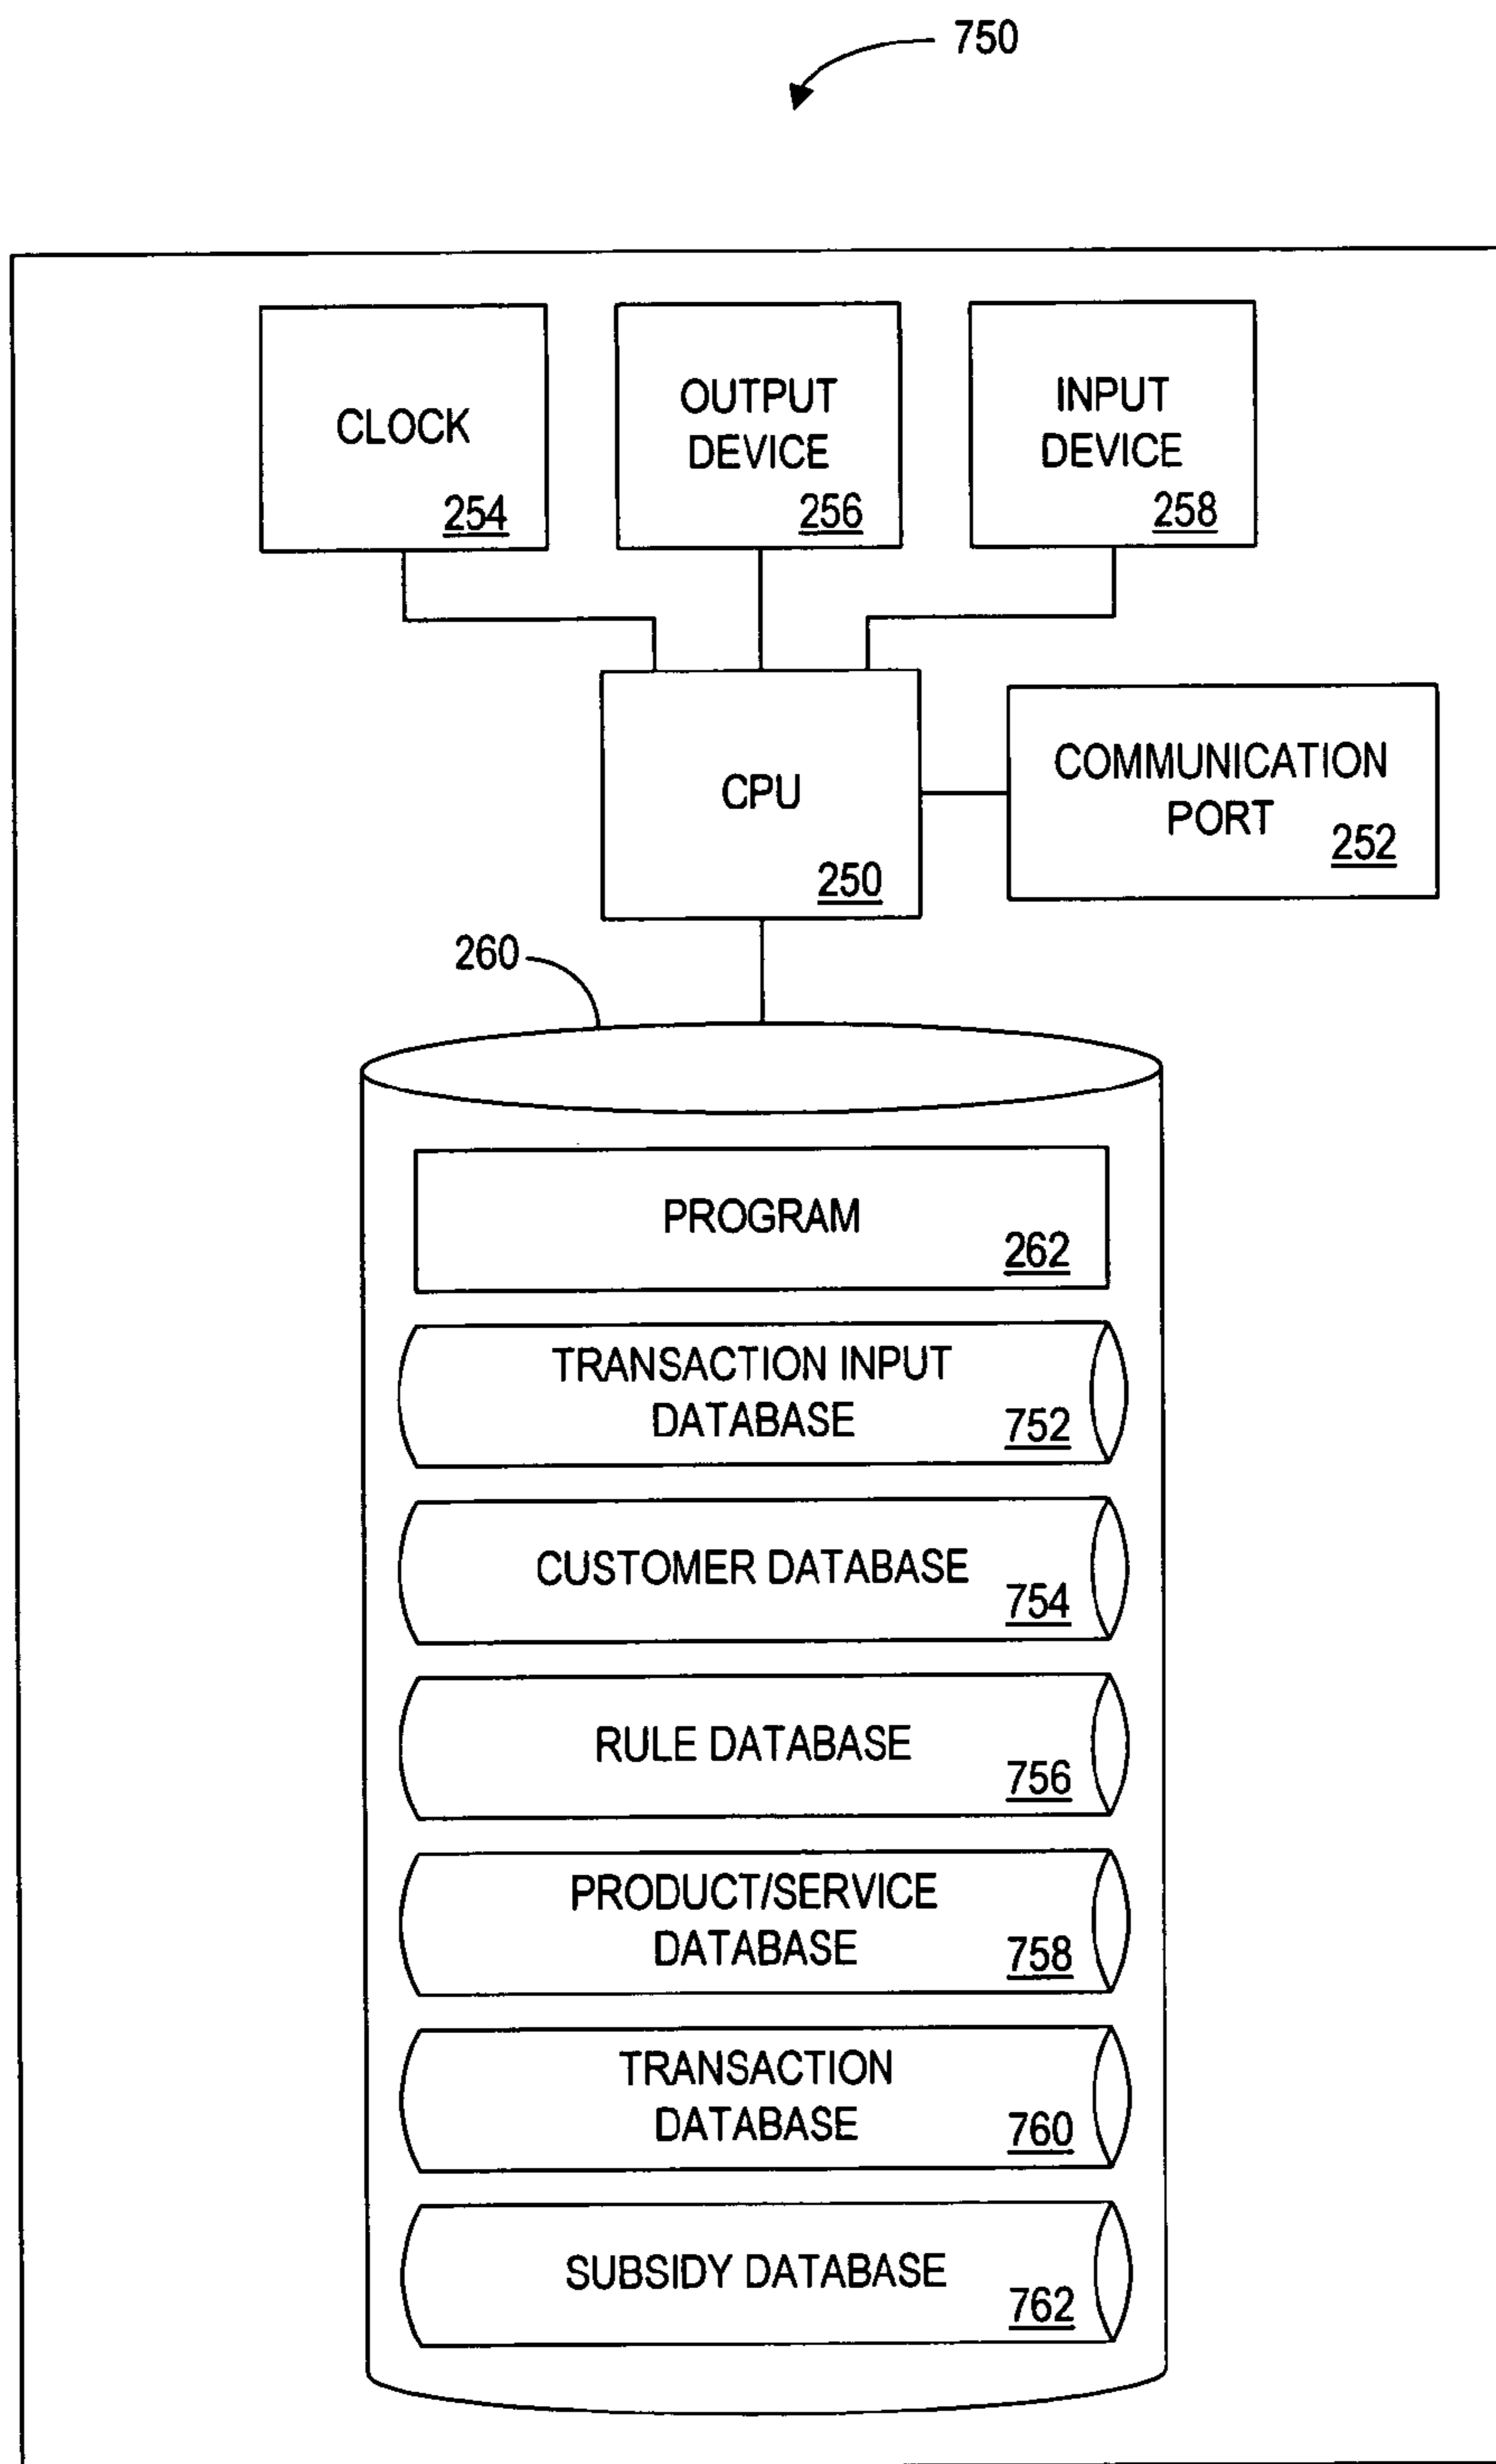 750
CLOCK
254
OUTPUT
DEVICE
256
INPUT
DEVICE
258
CPU
250
COMMUNICATION
PORT
252
260
PROGRAM
262
TRANSACTION INPUT
DATABASE
752
CUSTOMER DATABASE
754
RULE DATABASE
756
PRODUCT/SERVICE
DATABASE
758
TRANSACTION
DATABASE
760
SUBSIDY DATABASE
762